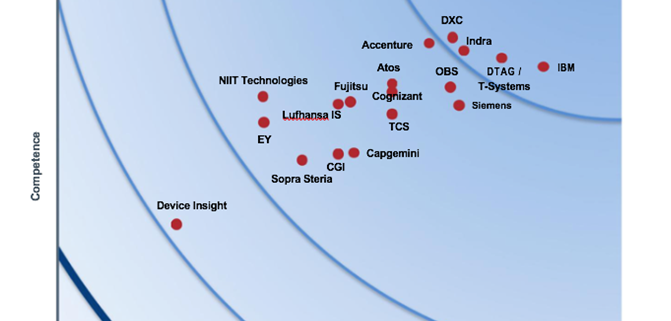 DXC
Indra
Accenture
IBM
DTAG /
T-Systems
Atos
OBS
NIIT Technologies
Fujitsu
Cognizant
Siemens
Lufhansa IS
TCS
EY
Capgemini
CGI
Sopra Steria
Device Insight
Competence